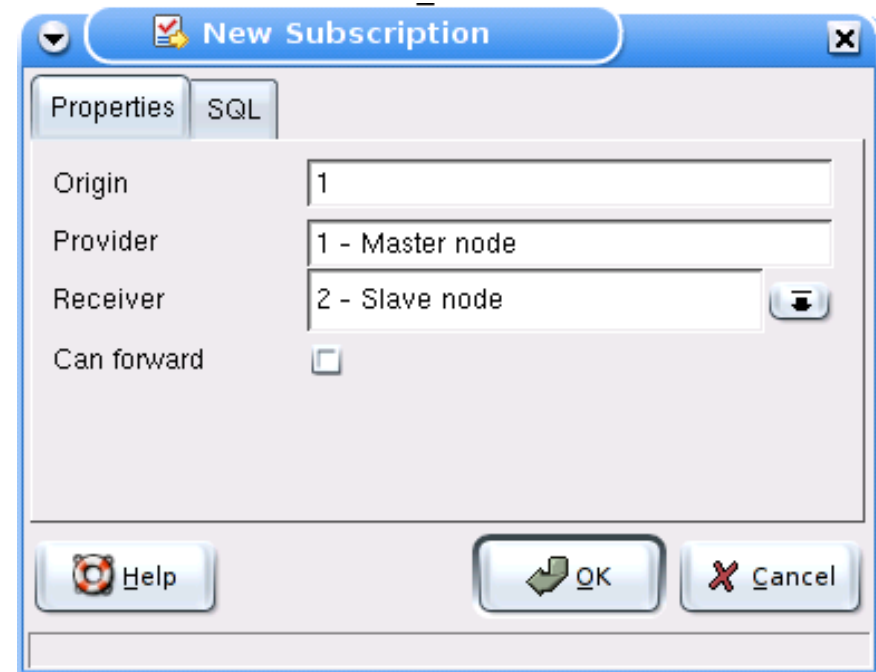 New Subscription
Properties SQL
Origin 1
Provider 1 - Master node
Receiver 2 - Slave node
Can forward
Help OK Cancel